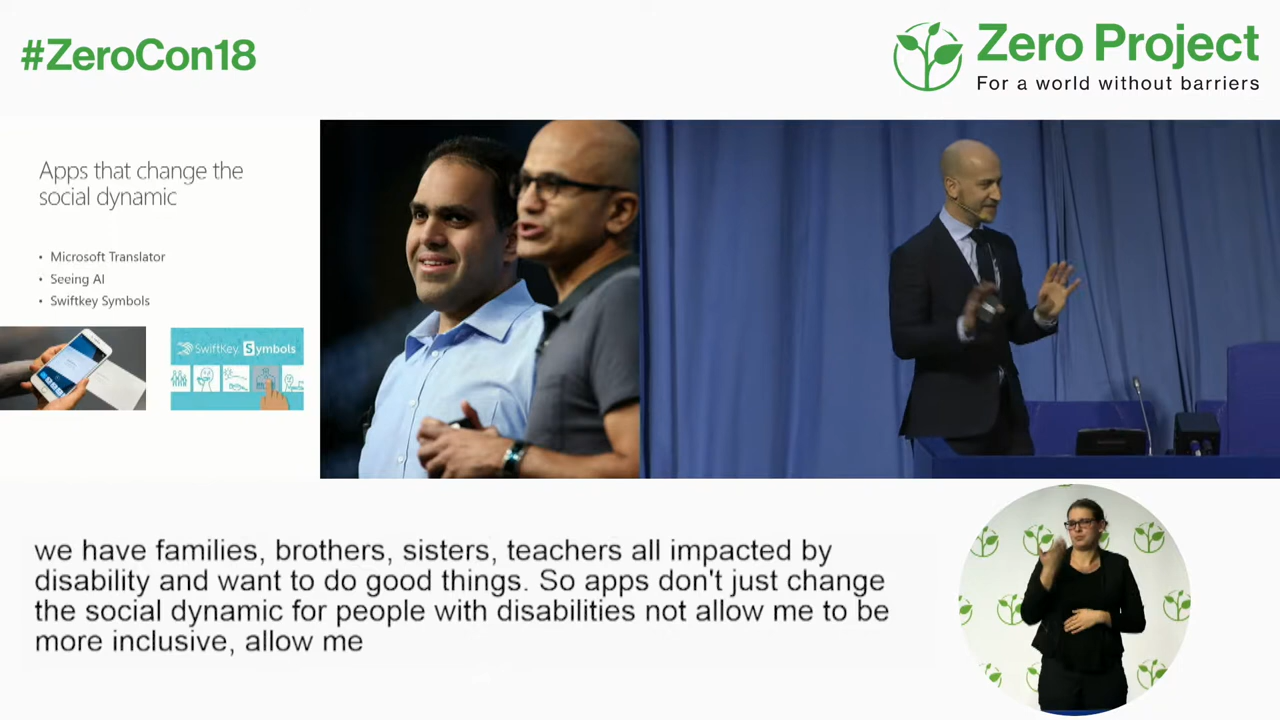 #ZeroCon18
Zero Project
For a world without barriers
Apps that change the
social dynamic
• Microsoft Translator
• Seeing AI
• Swiftkey Symbols
SwiftKey Symbols
we have families, brothers, sisters, teachers all impacted by
disability and want to do good things. So apps don't just change
the social dynamic for people with disabilities not allow me to be
more inclusive, allow me